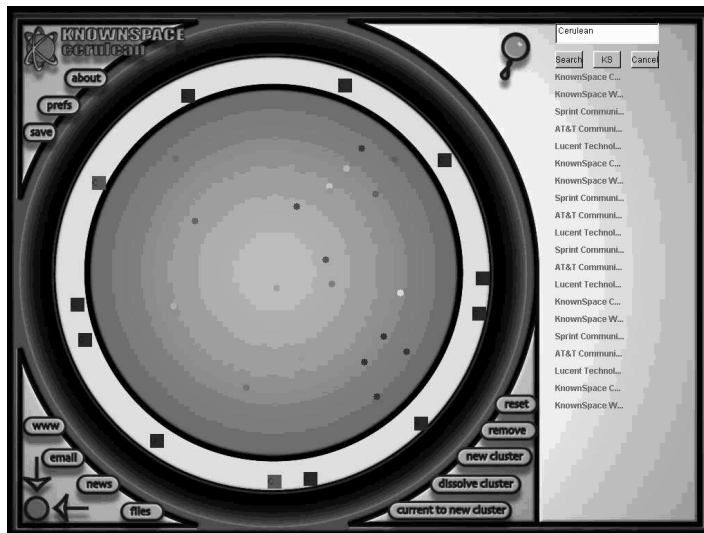 KNOWNSPACE
cerulean
about
prefs
save
www
email
news
files
reset
remove
new cluster
dissolve cluster
current to new cluster
Cerulean
Search KS Cancel
KnownSpace C...
KnownSpace W...
Sprint Communi...
AT&T Communi...
Lucent Technol...
KnownSpace C...
KnownSpace W...
Sprint Communi...
AT&T Communi...
Lucent Technol...
Sprint Communi...
AT&T Communi...
Lucent Technol...
KnownSpace C...
KnownSpace W...
Sprint Communi...
AT&T Communi...
Lucent Technol...
KnownSpace C...
KnownSpace W...